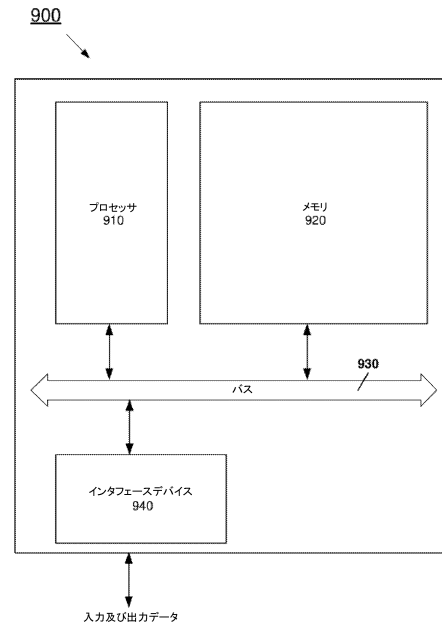 900
プロセッサ
910
メモリ
920
930
バス
インタフェースデバイス
940
入力及び出力データ